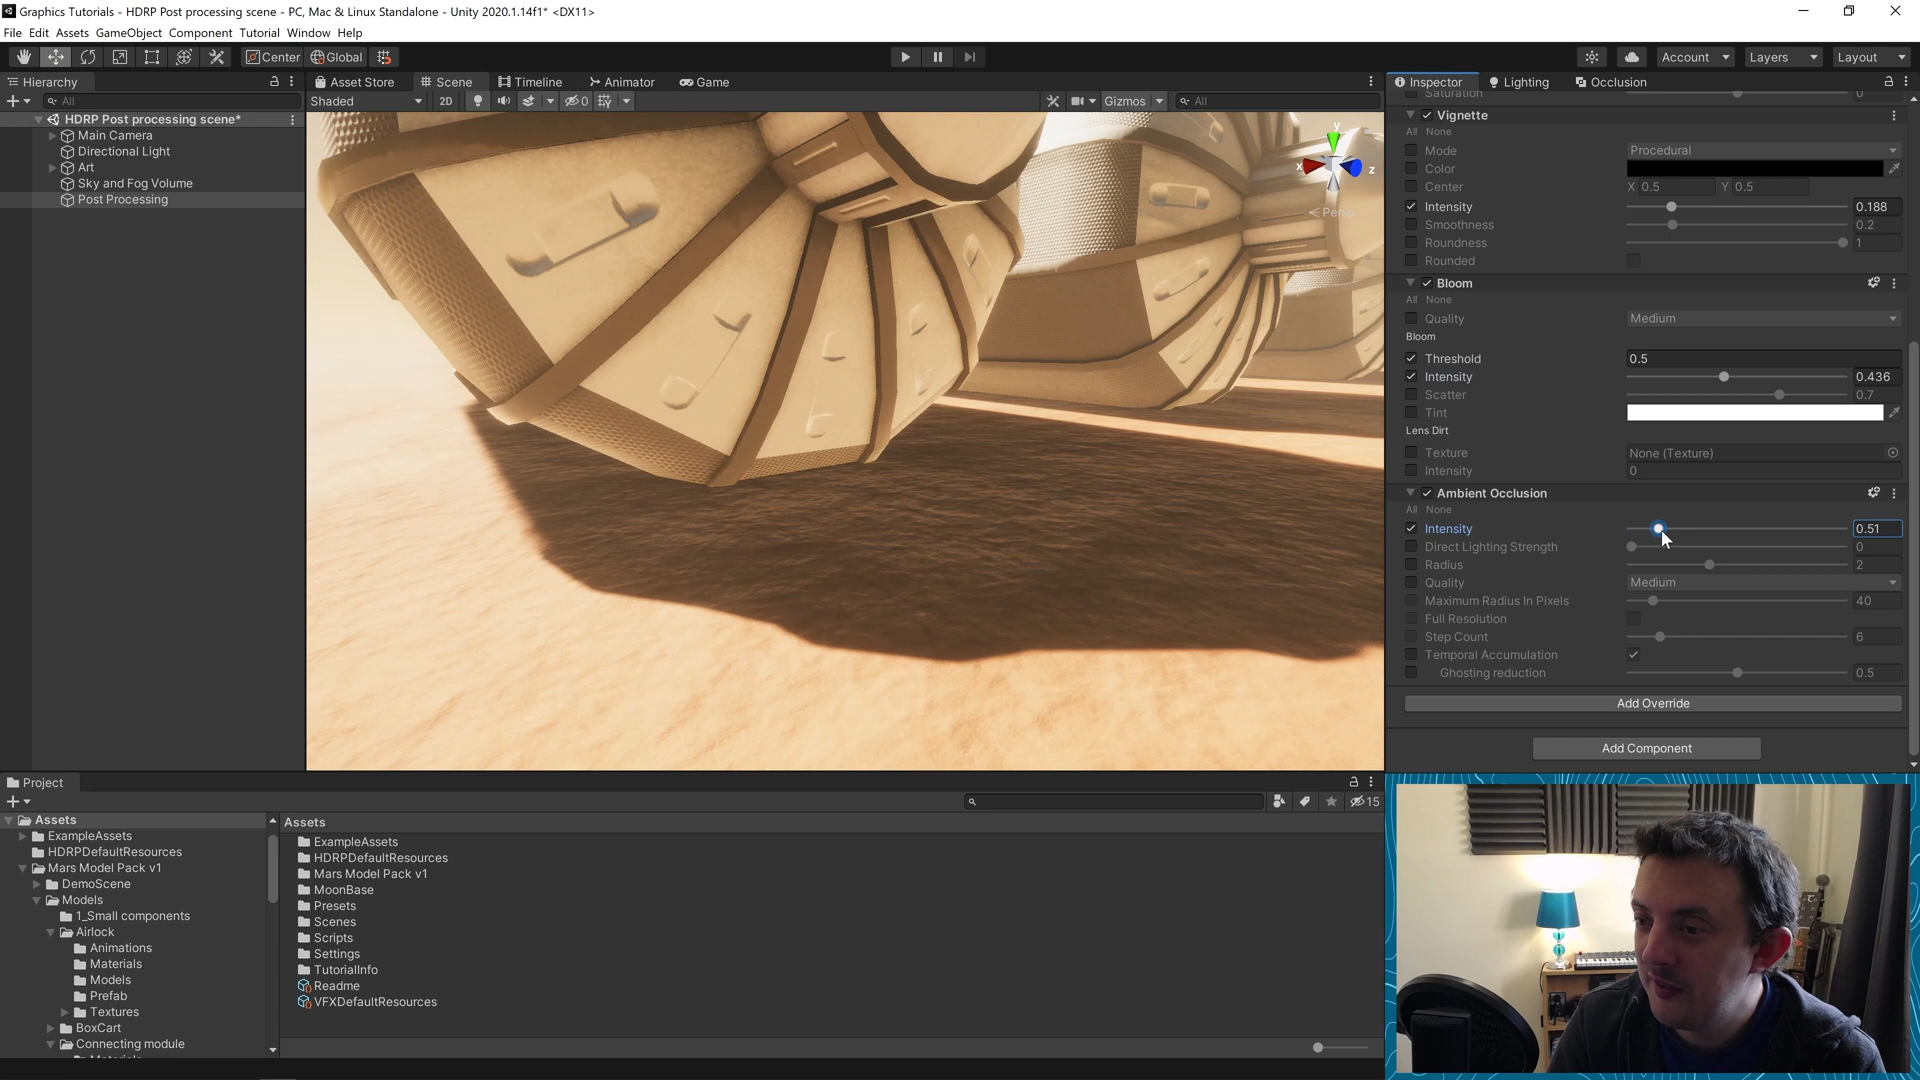 Graphics Tutorials - HDRP Post processing scene - PC, Mac & Linux Standalone - Unity 2020.1.14f1* <DX11>
File Edit Assets GameObject Component Tutorial Window Help
Center Global Account Layers Layout
Hierarchy
All
HDRP Post processing scene*
Main Camera
Directional Light
Art
Sky and Fog Volume
Post Processing
Asset Store Scene Timeline Animator Game
Shaded 2D 0 Gizmos All
y
x
z
Persp
Inspector Lighting Occlusion
Saturation 0
Vignette
All None
Mode Procedural
Color
Center X 0.5 Y 0.5
Intensity 0.188
Smoothness 0.2
Roundness 1
Rounded
Bloom
All None
Quality Medium
Bloom
Threshold 0.5
Intensity 0.436
Scatter 0.7
Tint
Lens Dirt
Texture None (Texture)
Intensity 0
Ambient Occlusion
All None
Intensity 0.51
Direct Lighting Strength 0
Radius 2
Quality Medium
Maximum Radius In Pixels 40
Full Resolution
Step Count 6
Temporal Accumulation
Ghosting reduction 0.5
Add Override
Add Component
Project
15
Assets
ExampleAssets
HDRPDefaultResources
Mars Model Pack v1
DemoScene
Models
1_Small components
Airlock
Animations
Materials
Models
Prefab
Textures
BoxCart
Connecting module
Materials
Assets
ExampleAssets
HDRPDefaultResources
Mars Model Pack v1
MoonBase
Presets
Scenes
Scripts
Settings
TutorialInfo
Readme
VFXDefaultResources